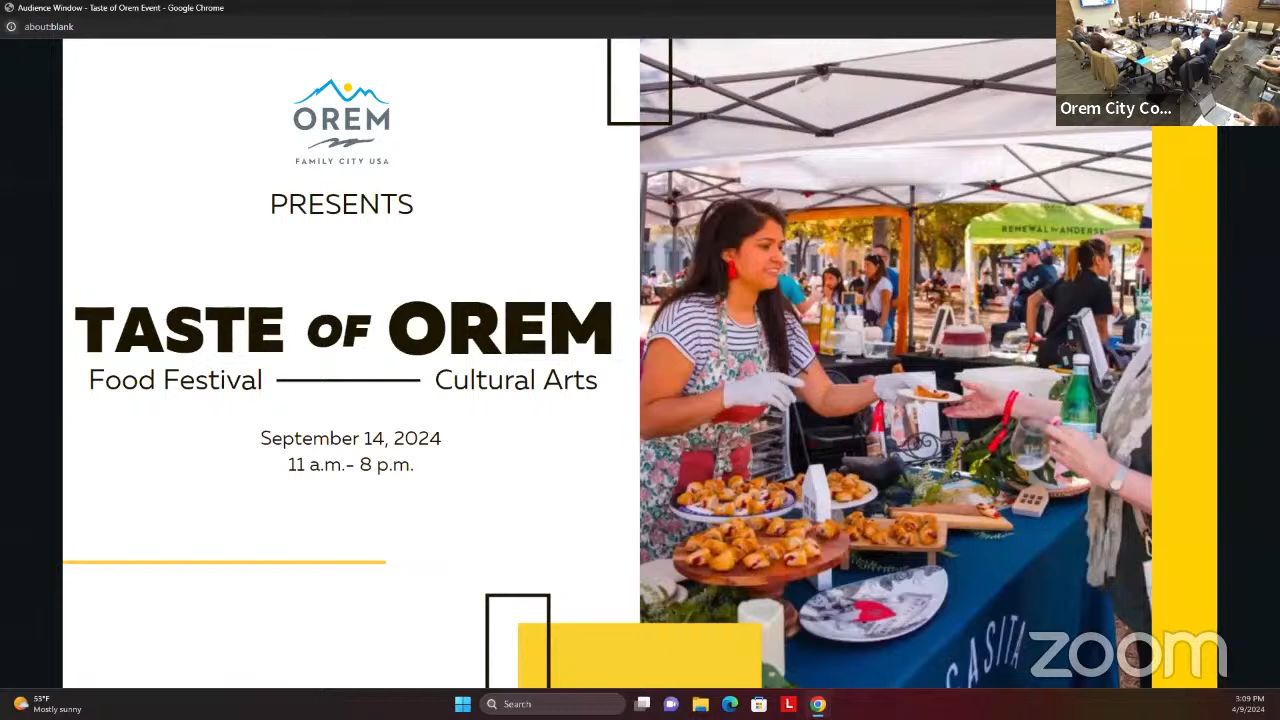 Audience Window - Taste of Orem Event - Google Chrome
about:blank
Orem City Co...
OREM
FAMILY CITY USA
PRESENTS
TASTE OF OREM
Food Festival
Cultural Arts
September 14, 2024
11 a.m.- 8 p.m.
RENEWAL by ANDERSE
CASITA
zoom
53°F
Mostly sunny
Search
L
3:09 PM
4/9/2024